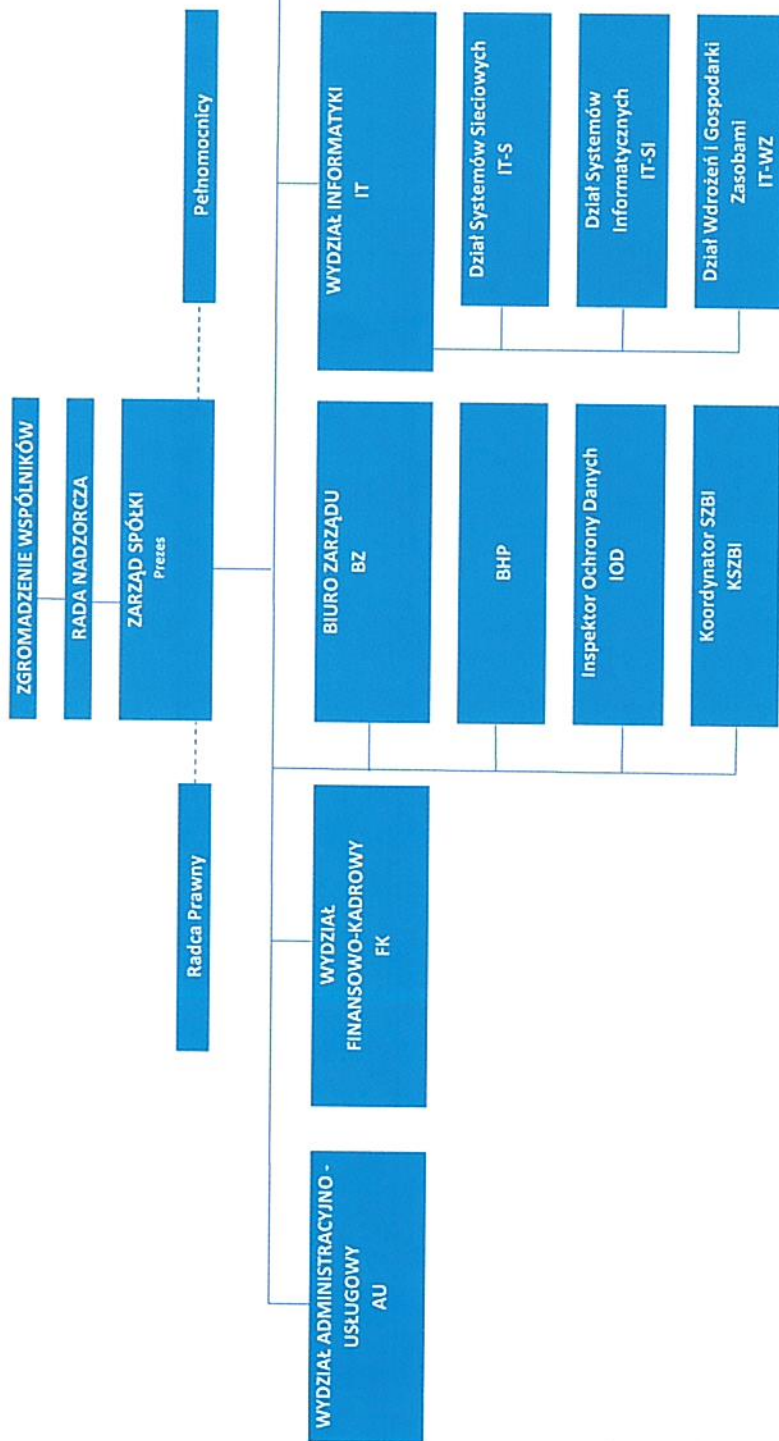 ZGROMADZENIE WSPÓLNIKÓW
RADA NADZORCZA
ZARZĄD SPÓŁKI
Prezes
Radca Prawny
Pełnomocnicy
WYDZIAŁ ADMINISTRACYJNO -
USŁUGOWY
AU
WYDZIAŁ
FINANSOWO-KADROWY
FK
BIURO ZARZĄDU
BZ
BHP
Inspektor Ochrony Danych
IOD
Koordynator SZBI
KSZBI
WYDZIAŁ INFORMATYKI
IT
Dział Systemów Sieciowych
IT-S
Dział Systemów
Informatycznych
IT-SI
Dział Wdrożeń i Gospodarki
Zasobami
IT-WZ